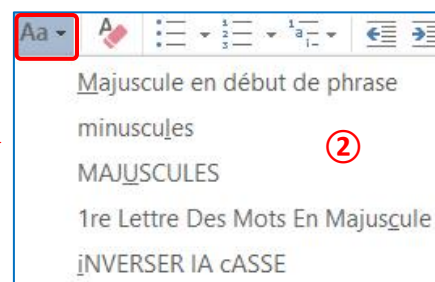 Aa
Majuscule en début de phrase
minuscules
②
MAJUSCULES
1re Lettre Des Mots En Majuscule
iNVERSER lA cASSE